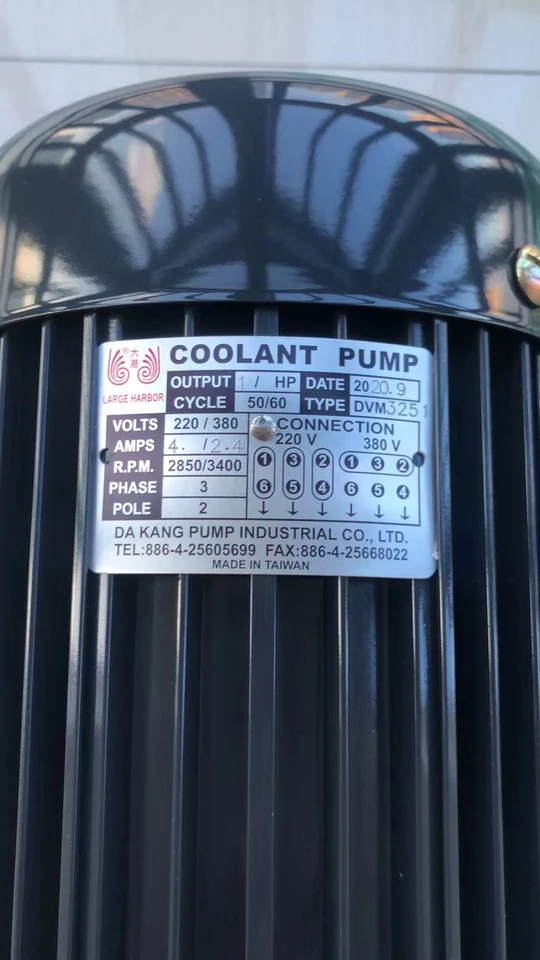 ® 大港
LARGE HARBOR
COOLANT PUMP
OUTPUT 1 / HP DATE 2020.9
CYCLE 50/60 TYPE DVM3251
VOLTS 220 / 380
AMPS 4. / 2.4
R.P.M. 2850/3400
PHASE 3
POLE 2
CONNECTION
220 V 380 V
① ③ ② ① ③ ②
⑥ ⑤ ④ ⑥ ⑤ ④
↓ ↓ ↓ ↓ ↓ ↓
DA KANG PUMP INDUSTRIAL CO., LTD.
TEL:886-4-25605699 FAX:886-4-25668022
MADE IN TAIWAN